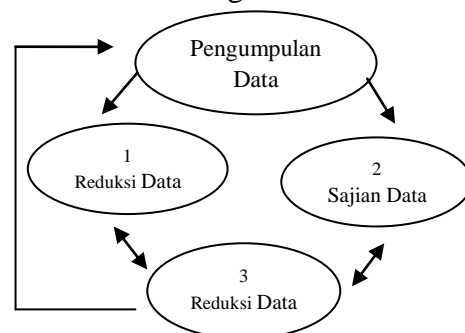 Pengumpulan
Data
1
Reduksi Data
2
Sajian Data
3
Reduksi Data